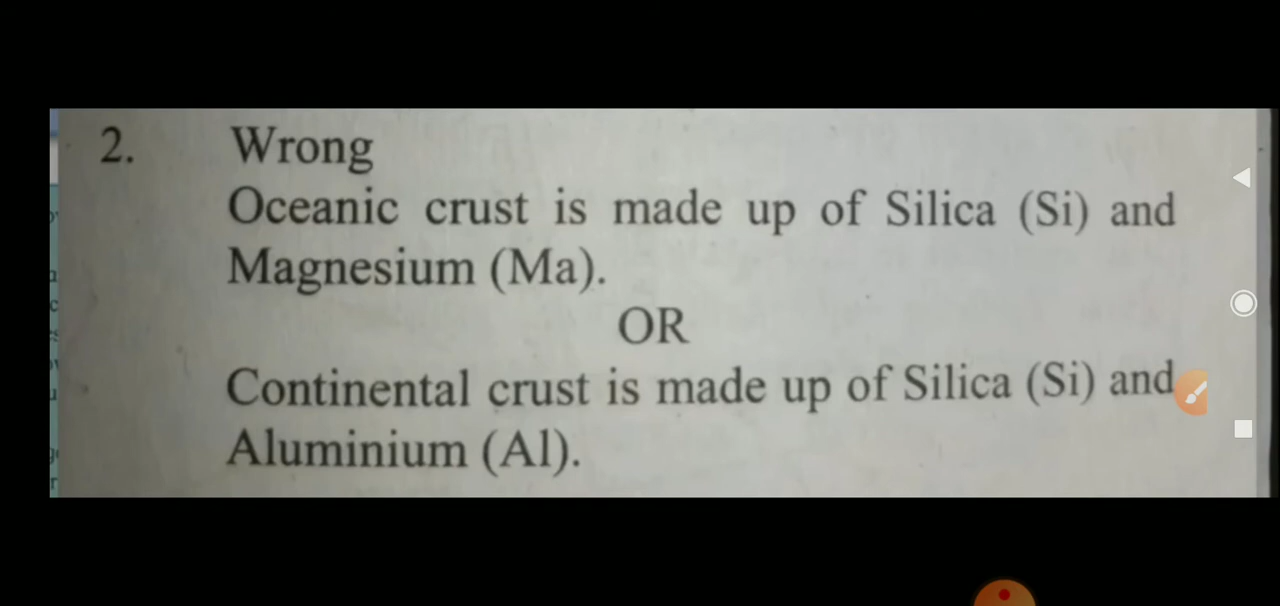 2. Wrong
Oceanic crust is made up of Silica (Si) and
Magnesium (Ma).
OR
Continental crust is made up of Silica (Si) and
Aluminium (Al).